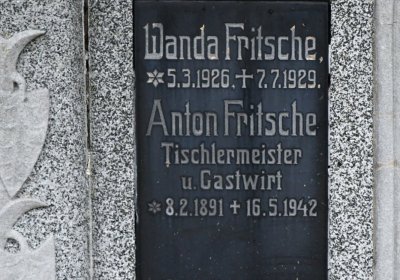 Wanda Fritsche,
* 5.3.1926. + 7.7.1929.
Anton Fritsche
Tischlermeister
u. Gastwirt
* 8.2.1891 + 16.5.1942